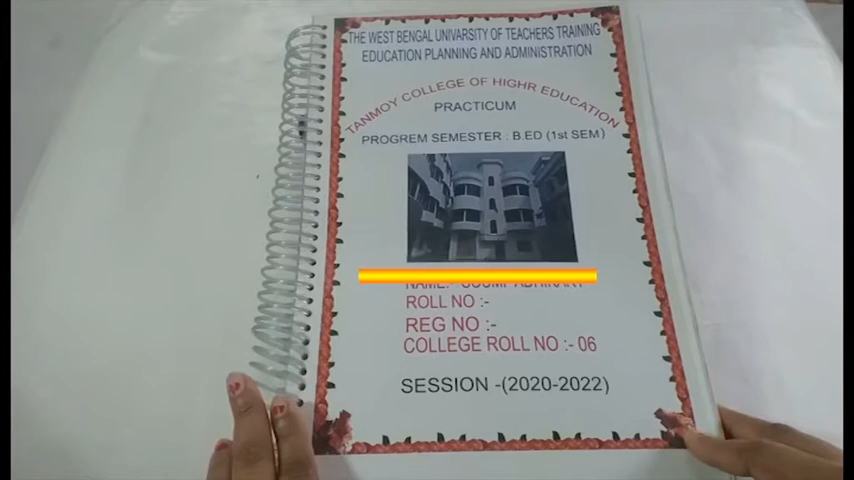 THE WEST BENGAL UNIVARSITY OF TEACHERS TRAINING
EDUCATION PLANNING AND ADMINISTRATION
TANMOY COLLEGE OF HIGHR EDUCATION
PRACTICUM
PROGREM SEMESTER : B.ED (1st SEM)
NAME:-
ROLL NO :-
REG NO :-
COLLEGE ROLL NO :- 06
SESSION -(2020-2022)